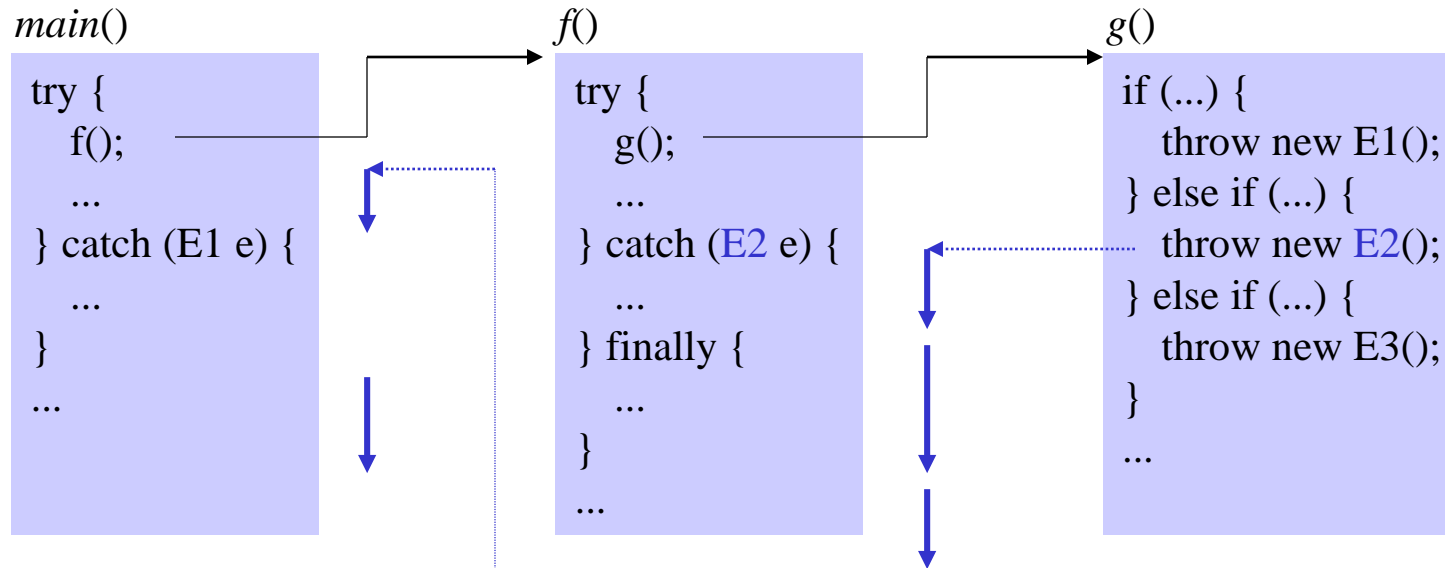 main()
try {
f();
...
} catch (E1 e) {
...
}
...
f()
try {
g();
...
} catch (E2 e) {
...
} finally {
...
}
...
g()
if (...) {
throw new E1();
} else if (...) {
throw new E2();
} else if (...) {
throw new E3();
}
...